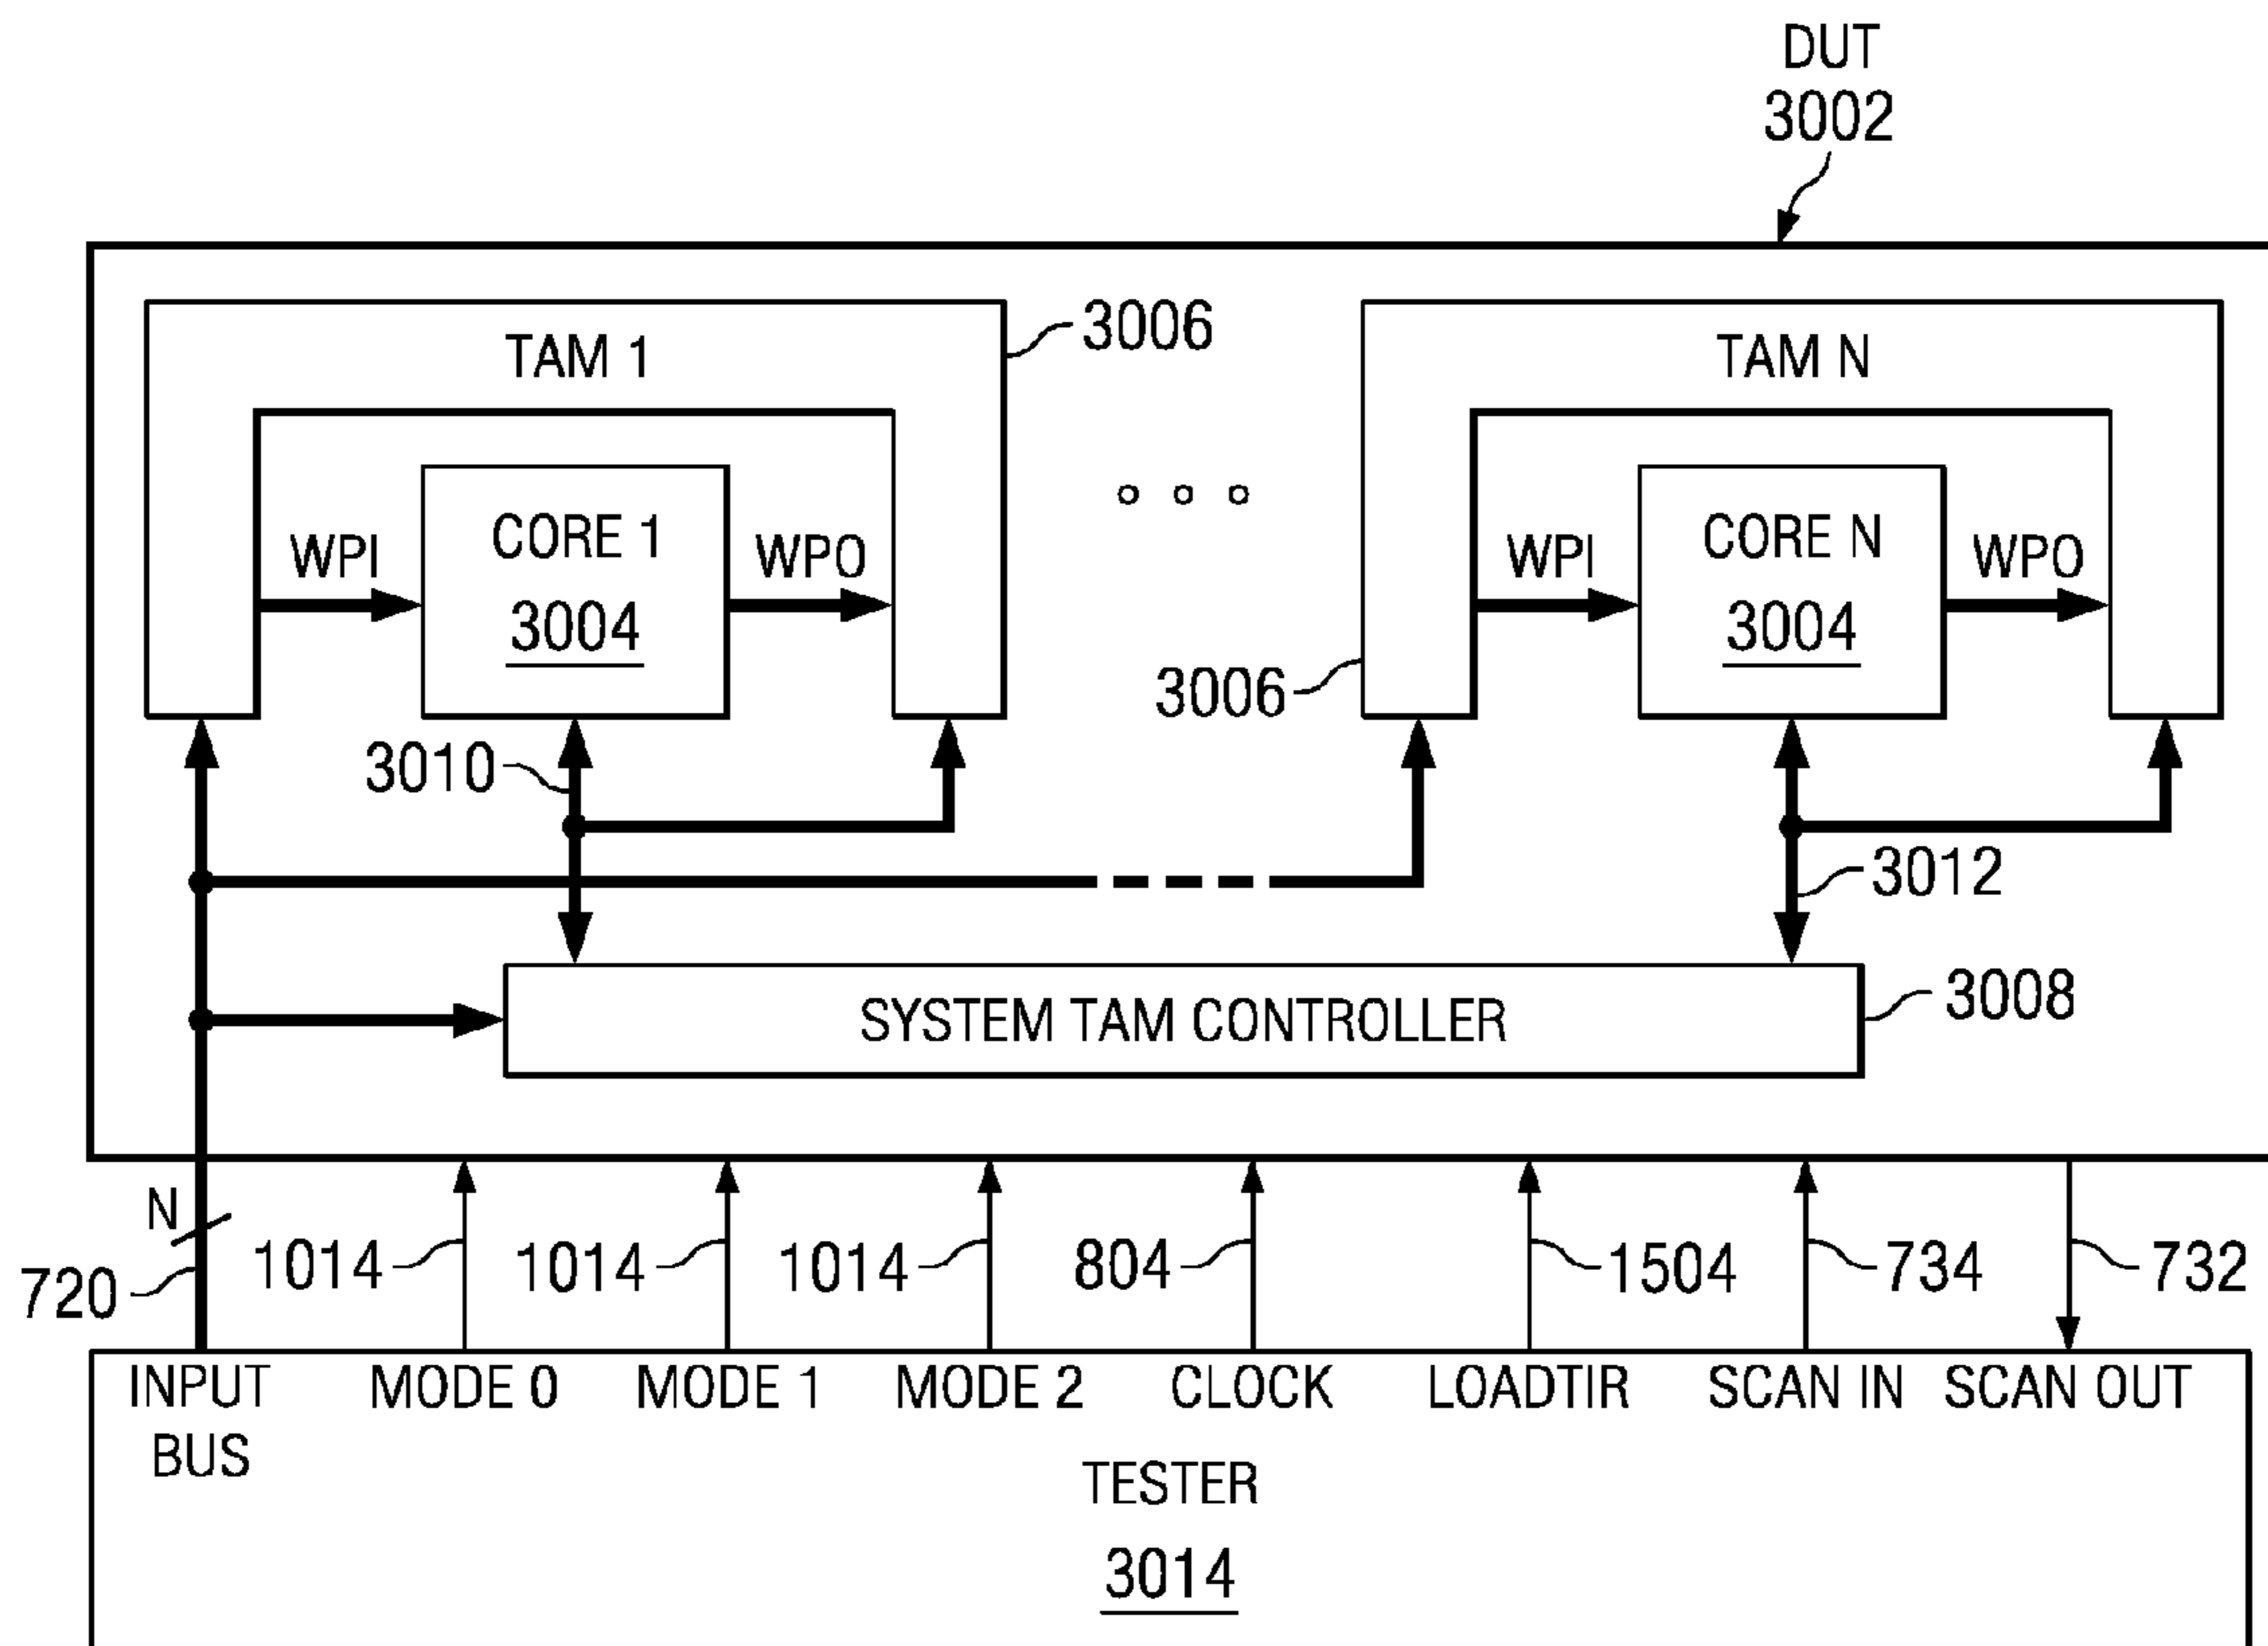 DUT
3002
TAM 1
3006
TAM N
CORE 1
3004
WPI
WPO
CORE N
3004
WPI
WPO
3006
3010
3012
SYSTEM TAM CONTROLLER
3008
N
720
1014
1014
1014
804
1504
734
732
INPUT
BUS
MODE 0
MODE 1
MODE 2
CLOCK
LOADTIR
SCAN IN
SCAN OUT
TESTER
3014